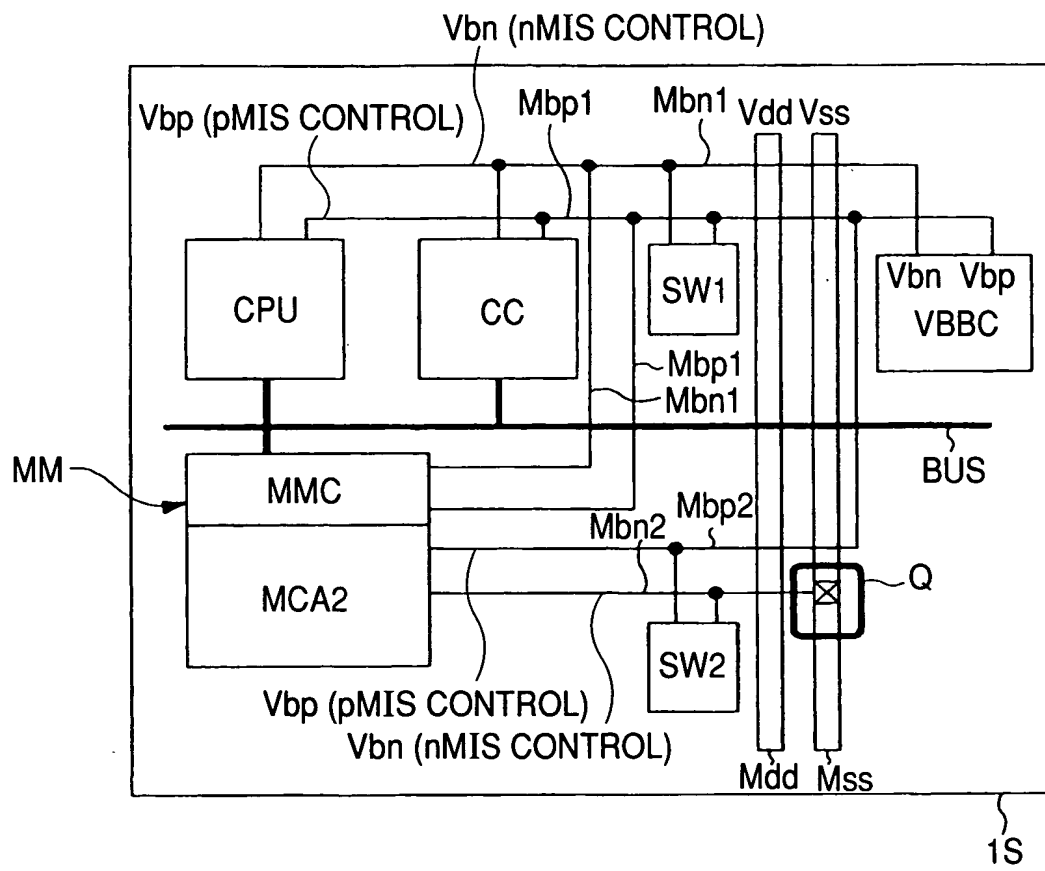 Vbn (nMIS CONTROL)
Vbp (pMIS CONTROL)
Mbp1
Mbn1
Vdd
Vss
CPU
CC
SW1
Vbn Vbp
VBBC
Mbp1
Mbn1
BUS
MM
MMC
MCA2
Mbn2
Mbp2
Q
SW2
Vbp (pMIS CONTROL)
Vbn (nMIS CONTROL)
Mdd
Mss
1S